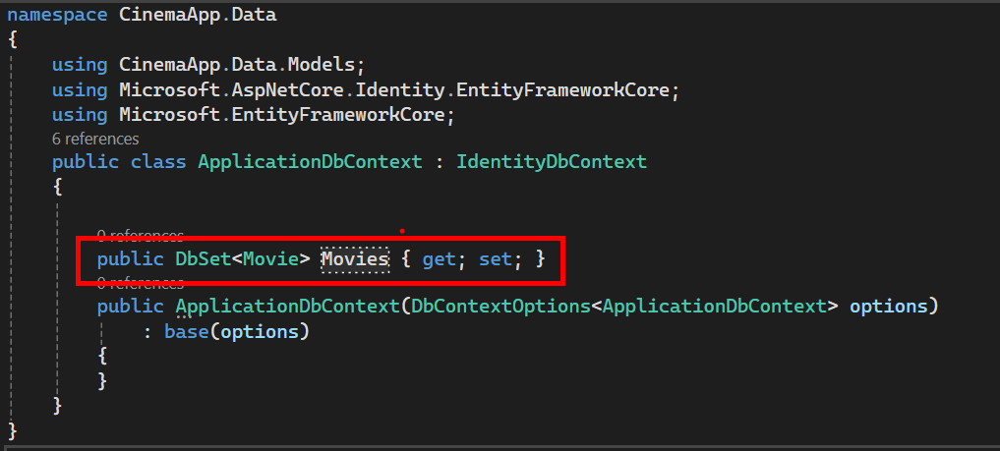 namespace CinemaApp.Data
{
using CinemaApp.Data.Models;
using Microsoft.AspNetCore.Identity.EntityFrameworkCore;
using Microsoft.EntityFrameworkCore;
6 references
public class ApplicationDbContext : IdentityDbContext
{
0 references
public DbSet<Movie> Movies { get; set; }
0 references
public ApplicationDbContext(DbContextOptions<ApplicationDbContext> options)
: base(options)
{
}
}
}